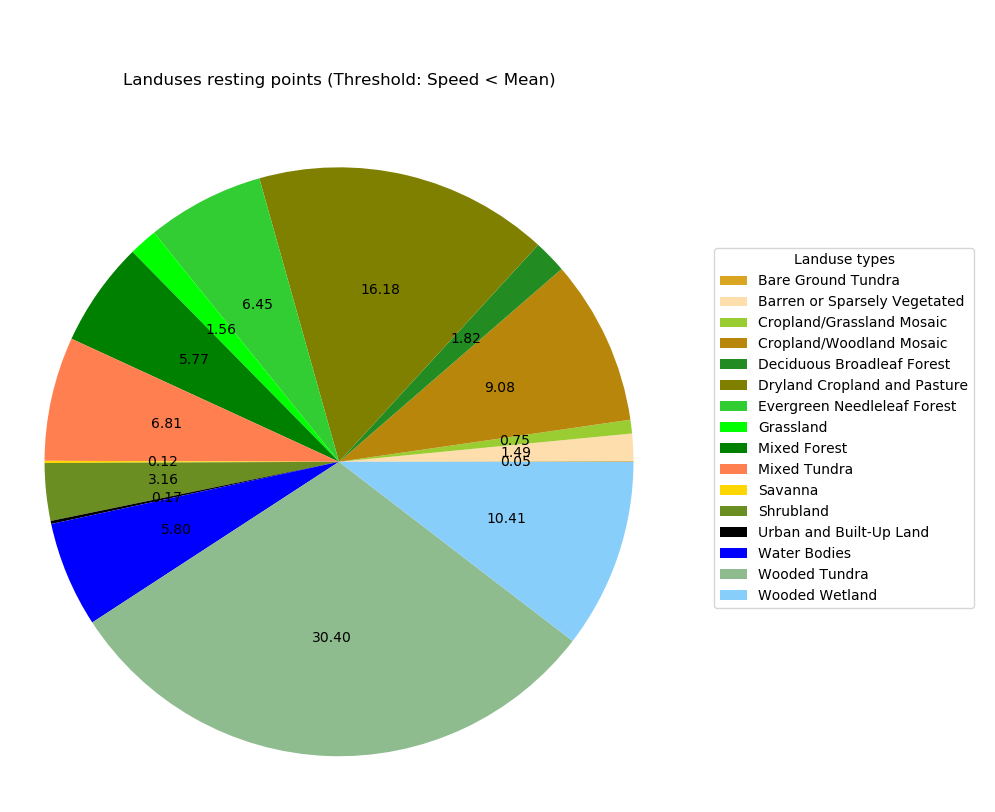 Landuses resting points (Threshold: Speed < Mean)
16.18
6.45
1.56
1.82
5.77
9.08
6.81
0.75
1.49
0.12
0.05
3.16
0.17
10.41
5.80
30.40
Landuse types
Bare Ground Tundra
Barren or Sparsely Vegetated
Cropland/Grassland Mosaic
Cropland/Woodland Mosaic
Deciduous Broadleaf Forest
Dryland Cropland and Pasture
Evergreen Needleleaf Forest
Grassland
Mixed Forest
Mixed Tundra
Savanna
Shrubland
Urban and Built-Up Land
Water Bodies
Wooded Tundra
Wooded Wetland